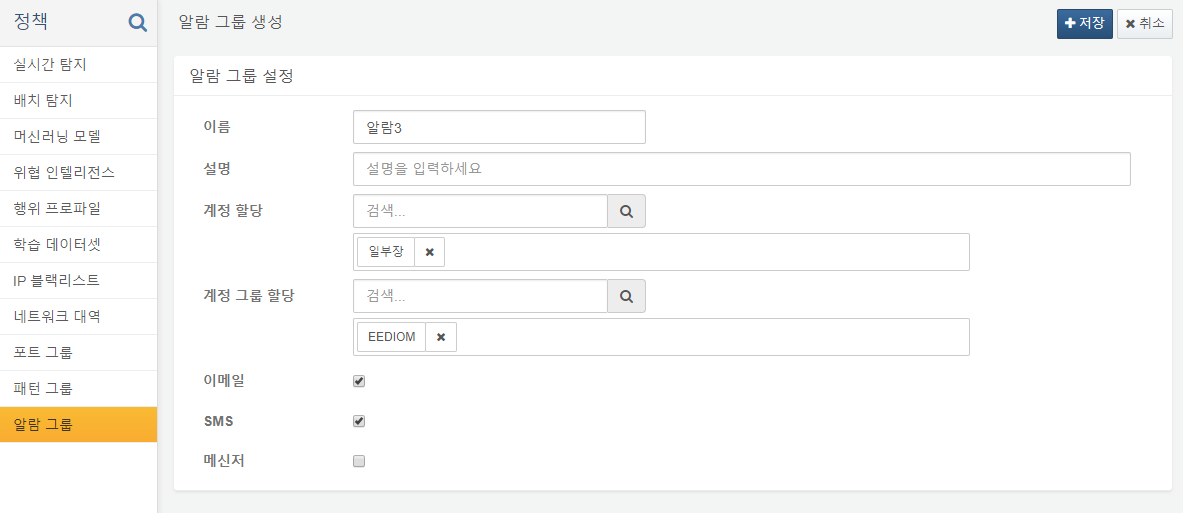 정책
실시간 탐지
배치 탐지
머신러닝 모델
위협 인텔리전스
행위 프로파일
학습 데이터셋
IP 블랙리스트
네트워크 대역
포트 그룹
패턴 그룹
알람 그룹
알람 그룹 생성
저장
취소
알람 그룹 설정
이름 알람3
설명 설명을 입력하세요
계정 할당 검색...
일부장
계정 그룹 할당 검색...
EEDIOM
이메일
SMS
메신저